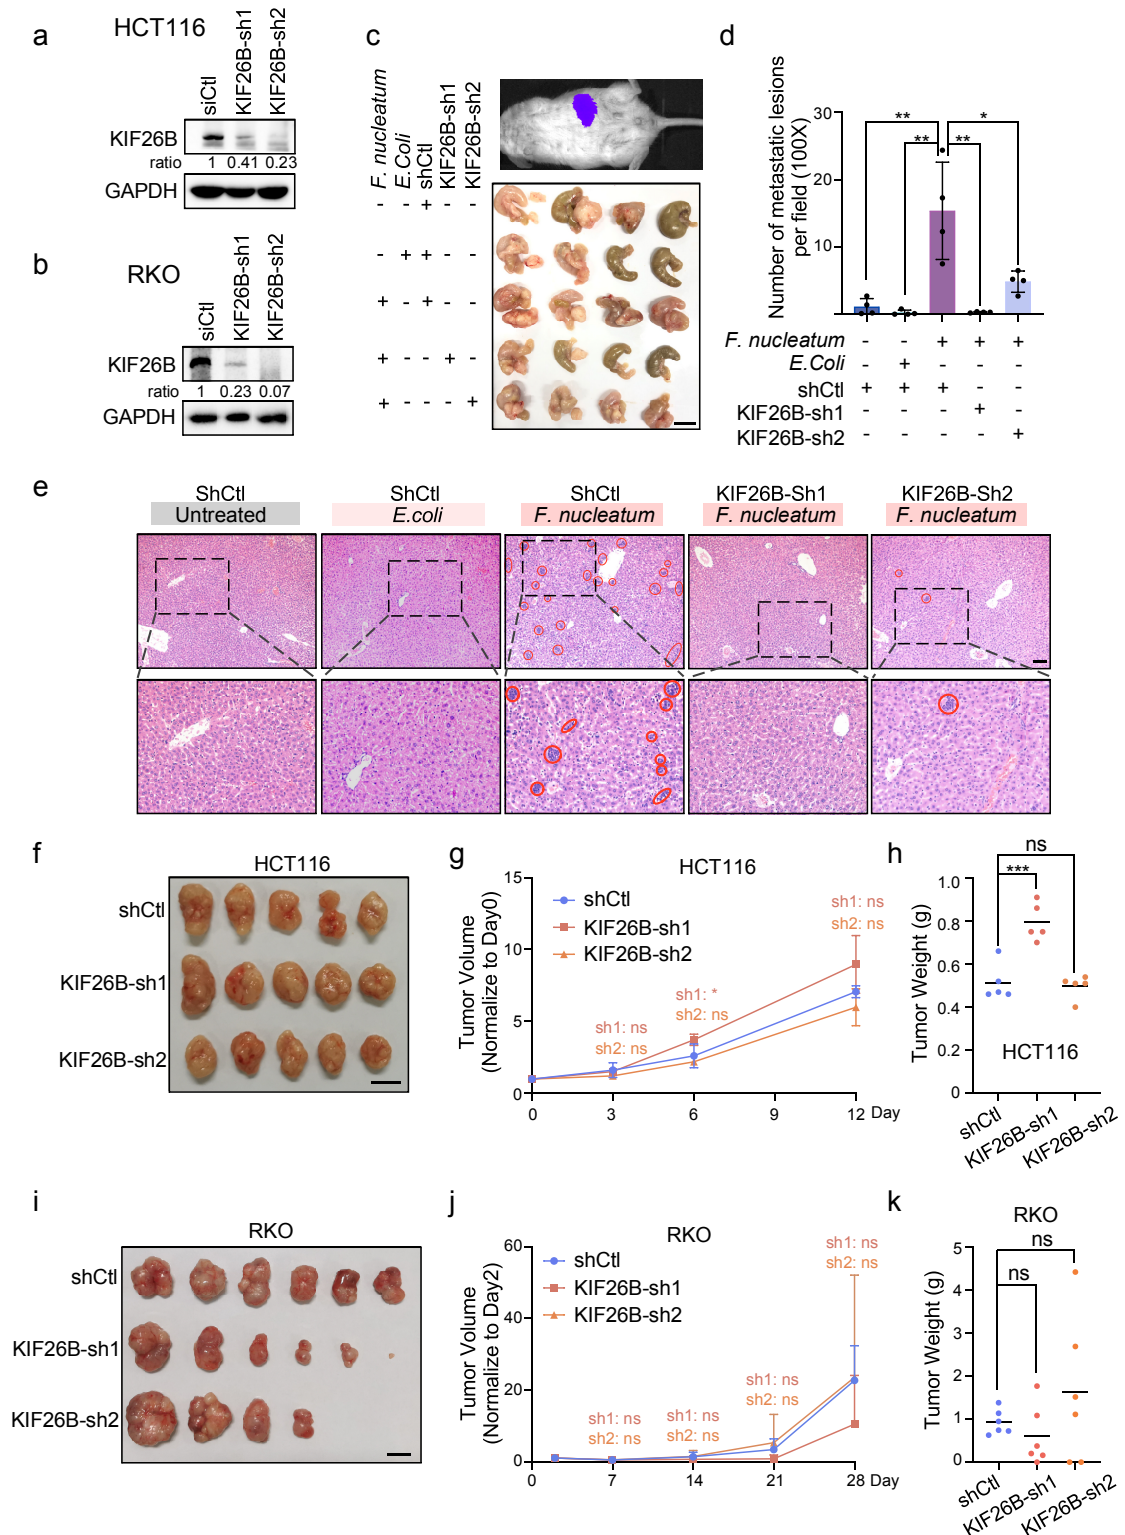 a
HCT116
siCtl
KIF26B-sh1
KIF26B-sh2
KIF26B
ratio
1 0.41 0.23
GAPDH
b
RKO
siCtl
KIF26B-sh1
KIF26B-sh2
KIF26B
ratio
1 0.23 0.07
GAPDH
c
F. nucleatum
E.Coli
shCtl
KIF26B-sh1
KIF26B-sh2
- - + - -
- + + - -
+ - + - -
+ - - + -
+ - - - +
d
Number of metastatic lesions
per field (100X)
30
20
10
** *
** **
F. nucleatum - - + + +
E.Coli - + - - -
shCtl + + + - -
KIF26B-sh1 - - - + -
KIF26B-sh2 - - - - +
e
ShCtl ShCtl ShCtl KIF26B-Sh1 KIF26B-Sh2
Untreated E.coli F. nucleatum F. nucleatum F. nucleatum
f
HCT116
shCtl
KIF26B-sh1
KIF26B-sh2
g
HCT116
Tumor Volume
(Normalize to Day0)
15
10
5
0
shCtl
KIF26B-sh1
KIF26B-sh2
sh1: ns
sh2: ns
sh1: *
sh2: ns
sh1: ns
sh2: ns
0 3 6 9 12 Day
h
ns
***
Tumor Weight (g)
1.0
0.8
0.6
0.4
0.2
0
HCT116
shCtl
KIF26B-sh1
KIF26B-sh2
i
RKO
shCtl
KIF26B-sh1
KIF26B-sh2
j
RKO
Tumor Volume
(Normalize to Day2)
60
40
20
0
shCtl
KIF26B-sh1
KIF26B-sh2
sh1: ns
sh2: ns
sh1: ns
sh2: ns
sh1: ns
sh2: ns
sh1: ns
sh2: ns
0 7 14 21 28 Day
k
RKO
ns
ns
Tumor Weight (g)
5
4
3
2
1
0
shCtl
KIF26B-sh1
KIF26B-sh2